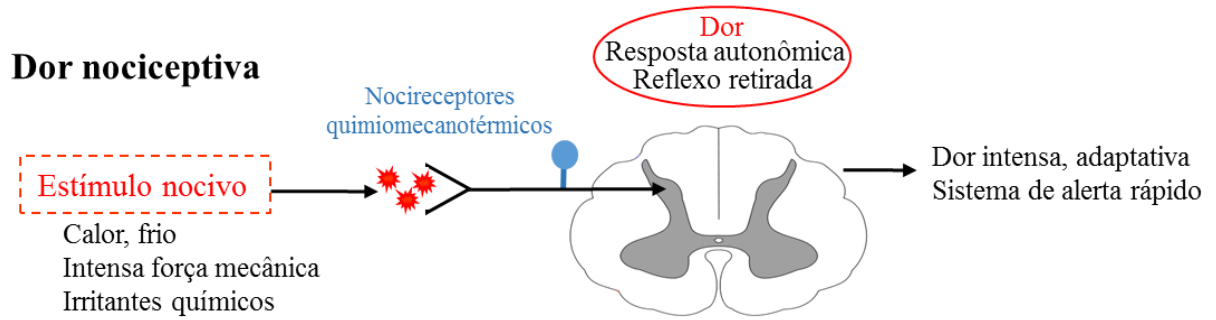 Dor nociceptiva
Nocireceptores
quimiomecanotérmicos
Dor
Resposta autonômica
Reflexo retirada
Estímulo nocivo
Calor, frio
Intensa força mecânica
Irritantes químicos
Dor intensa, adaptativa
Sistema de alerta rápido